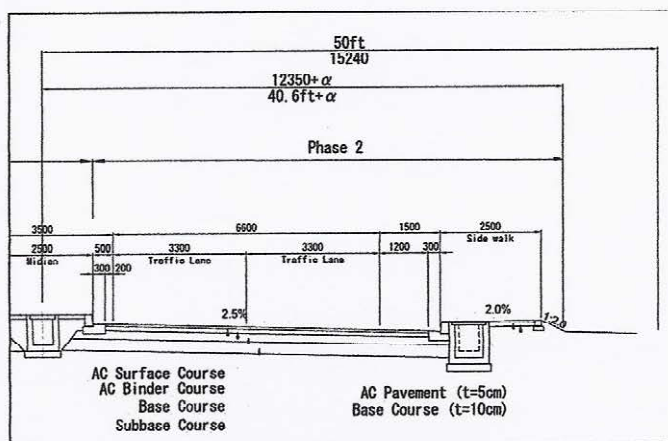 50ft
15240
12350+α
40.6ft+α
Phase 2
3500 6600 1500 2500
2900 500 3300 3300 1200 300 Side walk
Midian 300 200 Traffic Lane Traffic Lane
2.5% 2.0% 1:2.0
AC Surface Course
AC Binder Course
Base Course
Subbase Course
AC Pavement (t=5cm)
Base Course (t=10cm)